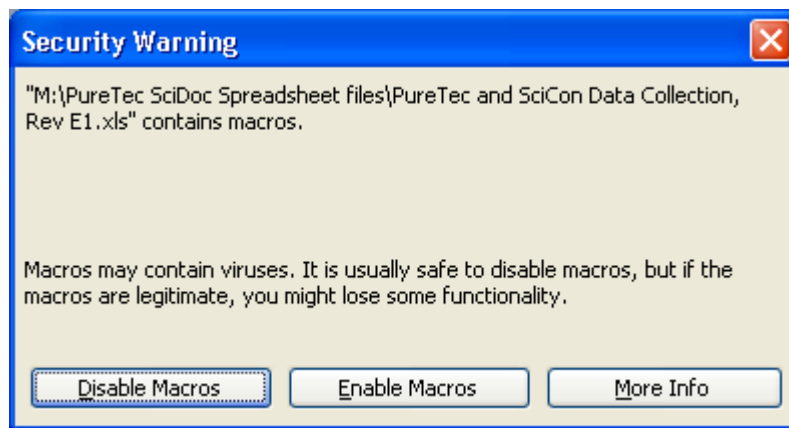 Security Warning
"M:\PureTec SciDoc Spreadsheet files\PureTec and SciCon Data Collection,
Rev E1.xls" contains macros.
Macros may contain viruses. It is usually safe to disable macros, but if the
macros are legitimate, you might lose some functionality.
Disable Macros
Enable Macros
More Info